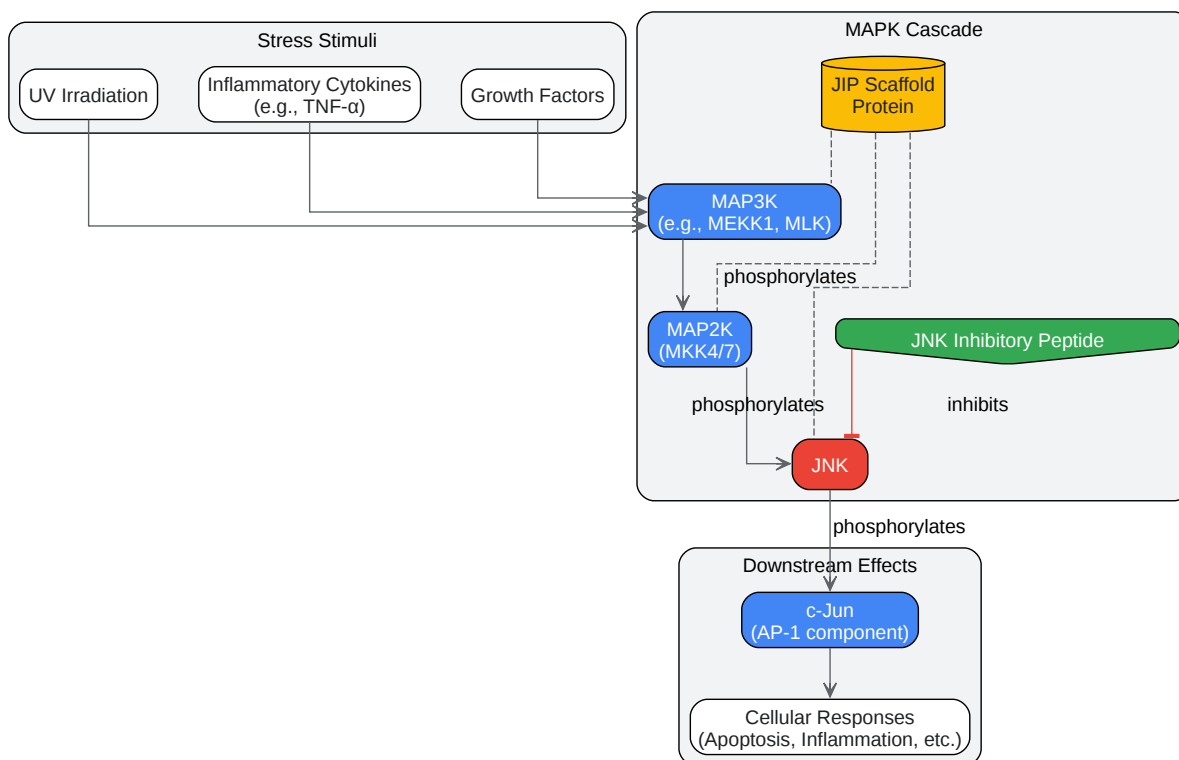 MAPK Cascade
Stress Stimuli
UV Irradiation
Inflammatory Cytokines
(e.g., TNF-α)
Growth Factors
JIP Scaffold
Protein
MAP3K
(e.g., MEKK1, MLK)
phosphorylates
MAP2K
(MKK4/7)
JNK Inhibitory Peptide
phosphorylates
inhibits
JNK
phosphorylates
Downstream Effects
c-Jun
(AP-1 component)
Cellular Responses
(Apoptosis, Inflammation, etc.)